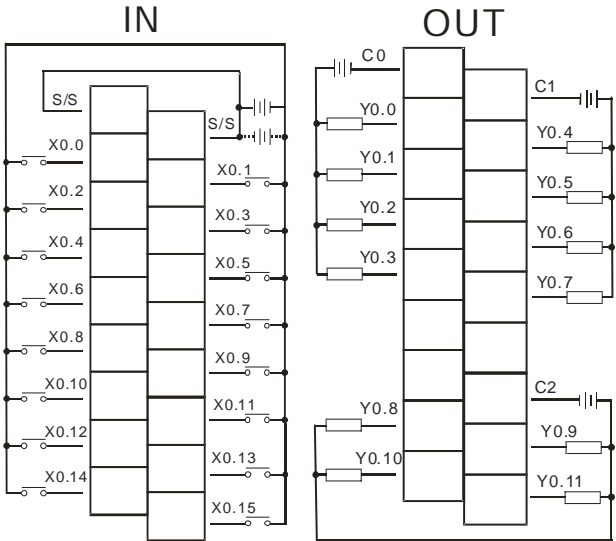 IN
OUT
S/S
S/S
X0.0
X0.1
X0.2
X0.3
X0.4
X0.5
X0.6
X0.7
X0.8
X0.9
X0.10
X0.11
X0.12
X0.13
X0.14
X0.15
C0
C1
Y0.0
Y0.4
Y0.1
Y0.5
Y0.2
Y0.6
Y0.3
Y0.7
C2
Y0.8
Y0.9
Y0.10
Y0.11